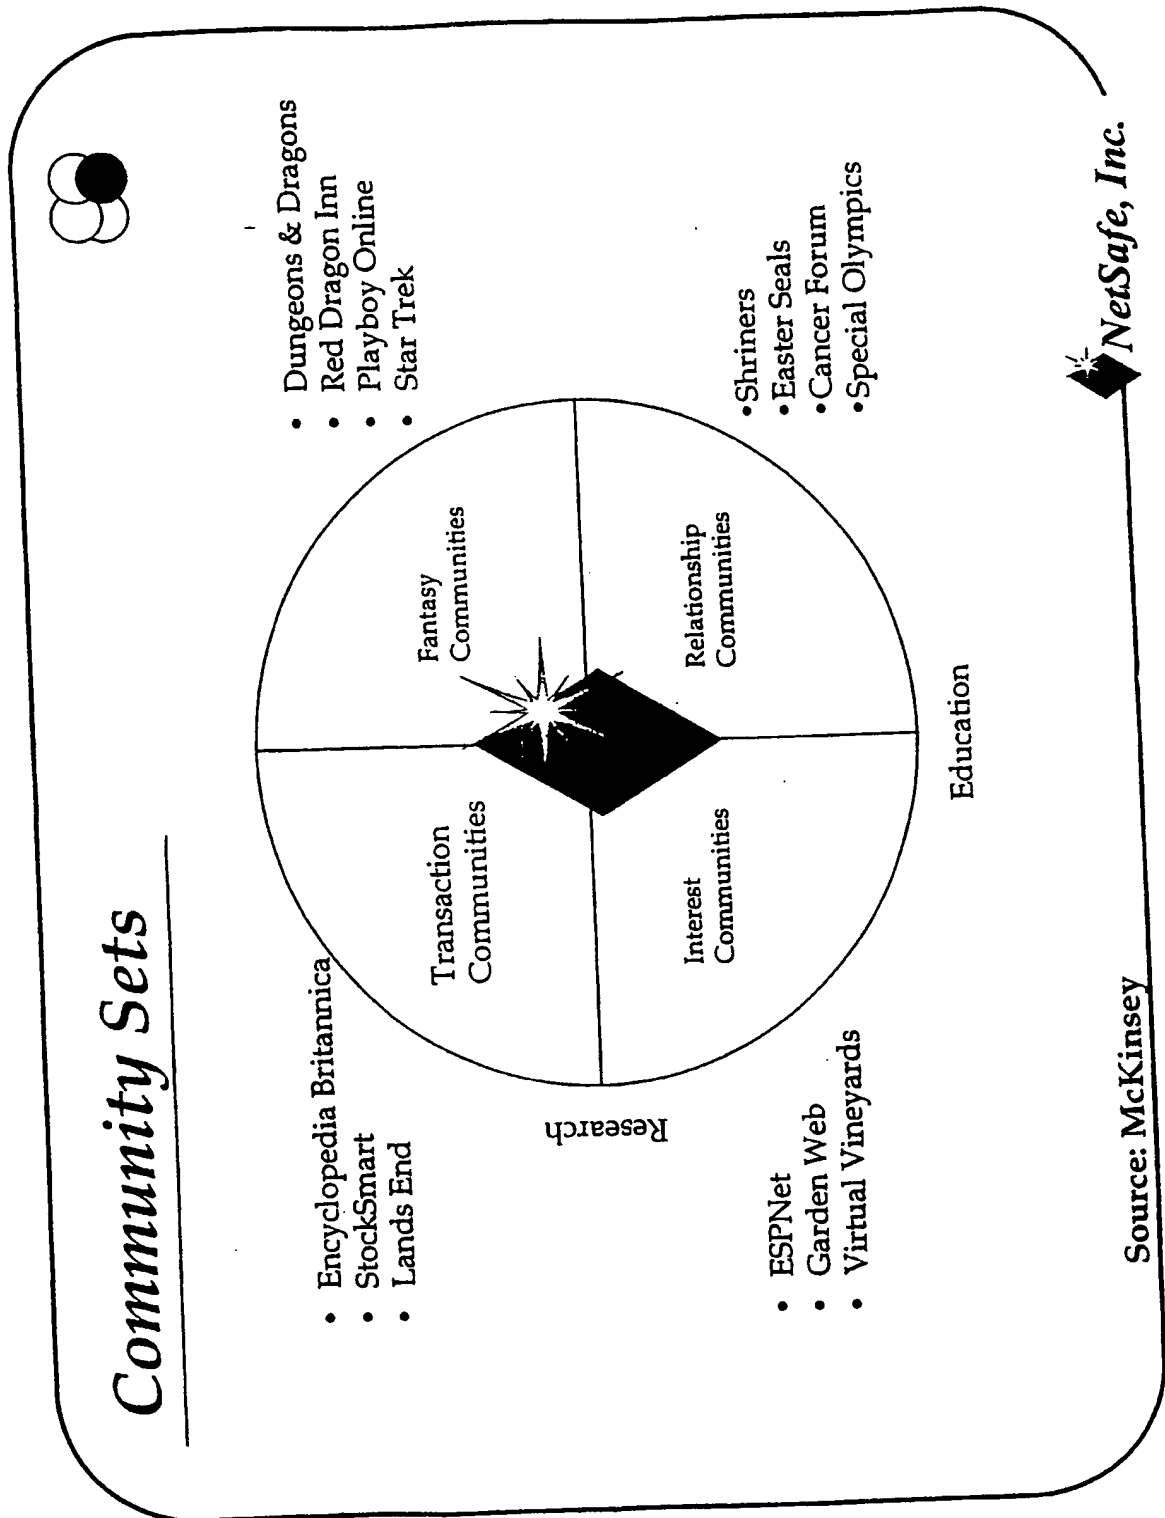 Community Sets
• Encyclopedia Britannica
• StockSmart
• Lands End
• Dungeons & Dragons
• Red Dragon Inn
• Playboy Online
• Star Trek
Transaction
Communities
Fantasy
Communities
Research
Interest
Communities
Relationship
Communities
• ESPNet
• Garden Web
• Virtual Vineyards
•Shriners
•Easter Seals
•Cancer Forum
•Special Olympics
Education
Source: McKinsey
NetSafe, Inc.